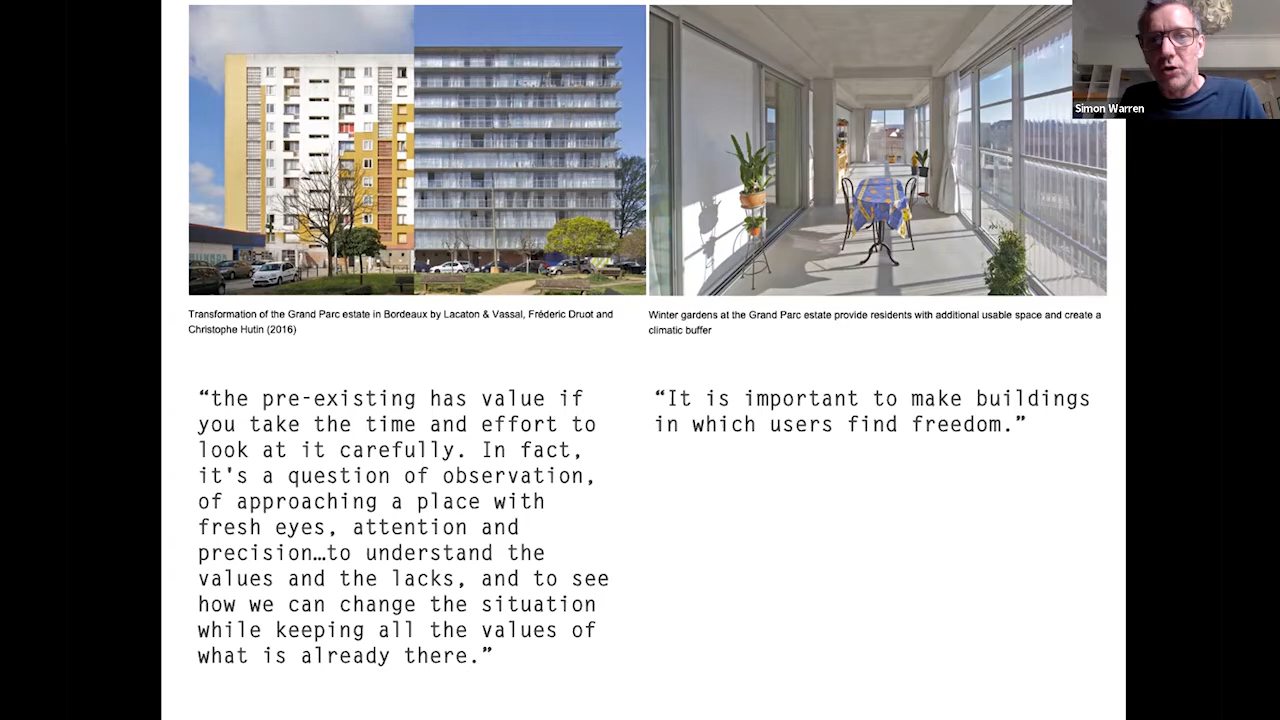 Simon Warren
Transformation of the Grand Parc estate in Bordeaux by Lacaton & Vassal, Fréderic Druot and
Christophe Hutin (2016)
Winter gardens at the Grand Parc estate provide residents with additional usable space and create a
climatic buffer
“the pre-existing has value if
you take the time and effort to
look at it carefully. In fact,
it's a question of observation,
of approaching a place with
fresh eyes, attention and
precision…to understand the
values and the lacks, and to see
how we can change the situation
while keeping all the values of
what is already there.”
“It is important to make buildings
in which users find freedom.”